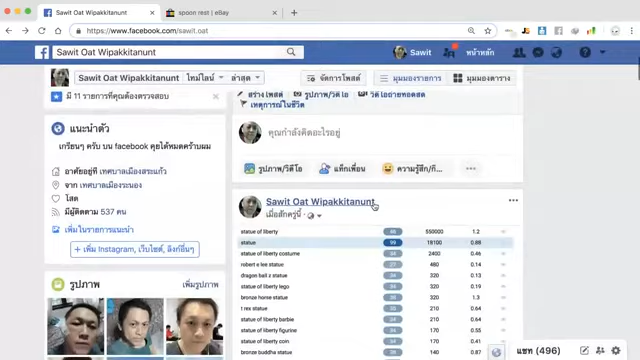 Sawit Oat Wipakkitanunt
spoon rest | eBay
https://www.facebook.com/sawit.oat
Sawit Oat Wipakkitanunt
Sawit
หน้าหลัก
Sawit Oat Wipakkitanunt
ไทม์ไลน์
ล่าสุด
จัดการโพสต์
มุมมองรายการ
มุมมองตาราง
มี 11 รายการที่คุณต้องตรวจสอบ
สร้างโพสต์
รูปภาพ/วิดีโอ
วิดีโอถ่ายทอดสด
เหตุการณ์ในชีวิต
แนะนำตัว
เกรียนๆ ครับ บน facebook คุยได้หมดครับผม
คุณกำลังคิดอะไรอยู่
อาศัยอยู่ที่ เทศบาลเมืองสระแก้ว
จาก เทศบาลเมืองระนอง
โสด
มีผู้ติดตาม 537 คน
เพิ่มในรายการแนะนำ
+ เพิ่ม Instagram, เว็บไซต์, ลิงก์อื่นๆ
รูปภาพ/วิดีโอ
แท็กเพื่อน
ความรู้สึก/กิ...
Sawit Oat Wipakkitanunt
เมื่อสักครู่นี้
statue of liberty 550000 1.2
statue 99 18100 0.88
statue of liberty costume 2400 0.46
robert e lee statue 480 0.14
dragon ball z statue 320 0.13
statue of liberty lego 320 0.19
bronze horse statue 320 1.3
t rex statue 260 0.9
statue of liberty barbie 210 0.4
statue of liberty figurine 170 0.55
statue of liberty coin 170 0.41
bronze buddha statue 140 0.87
รูปภาพ
เพิ่มรูปภาพ
แชท (496)